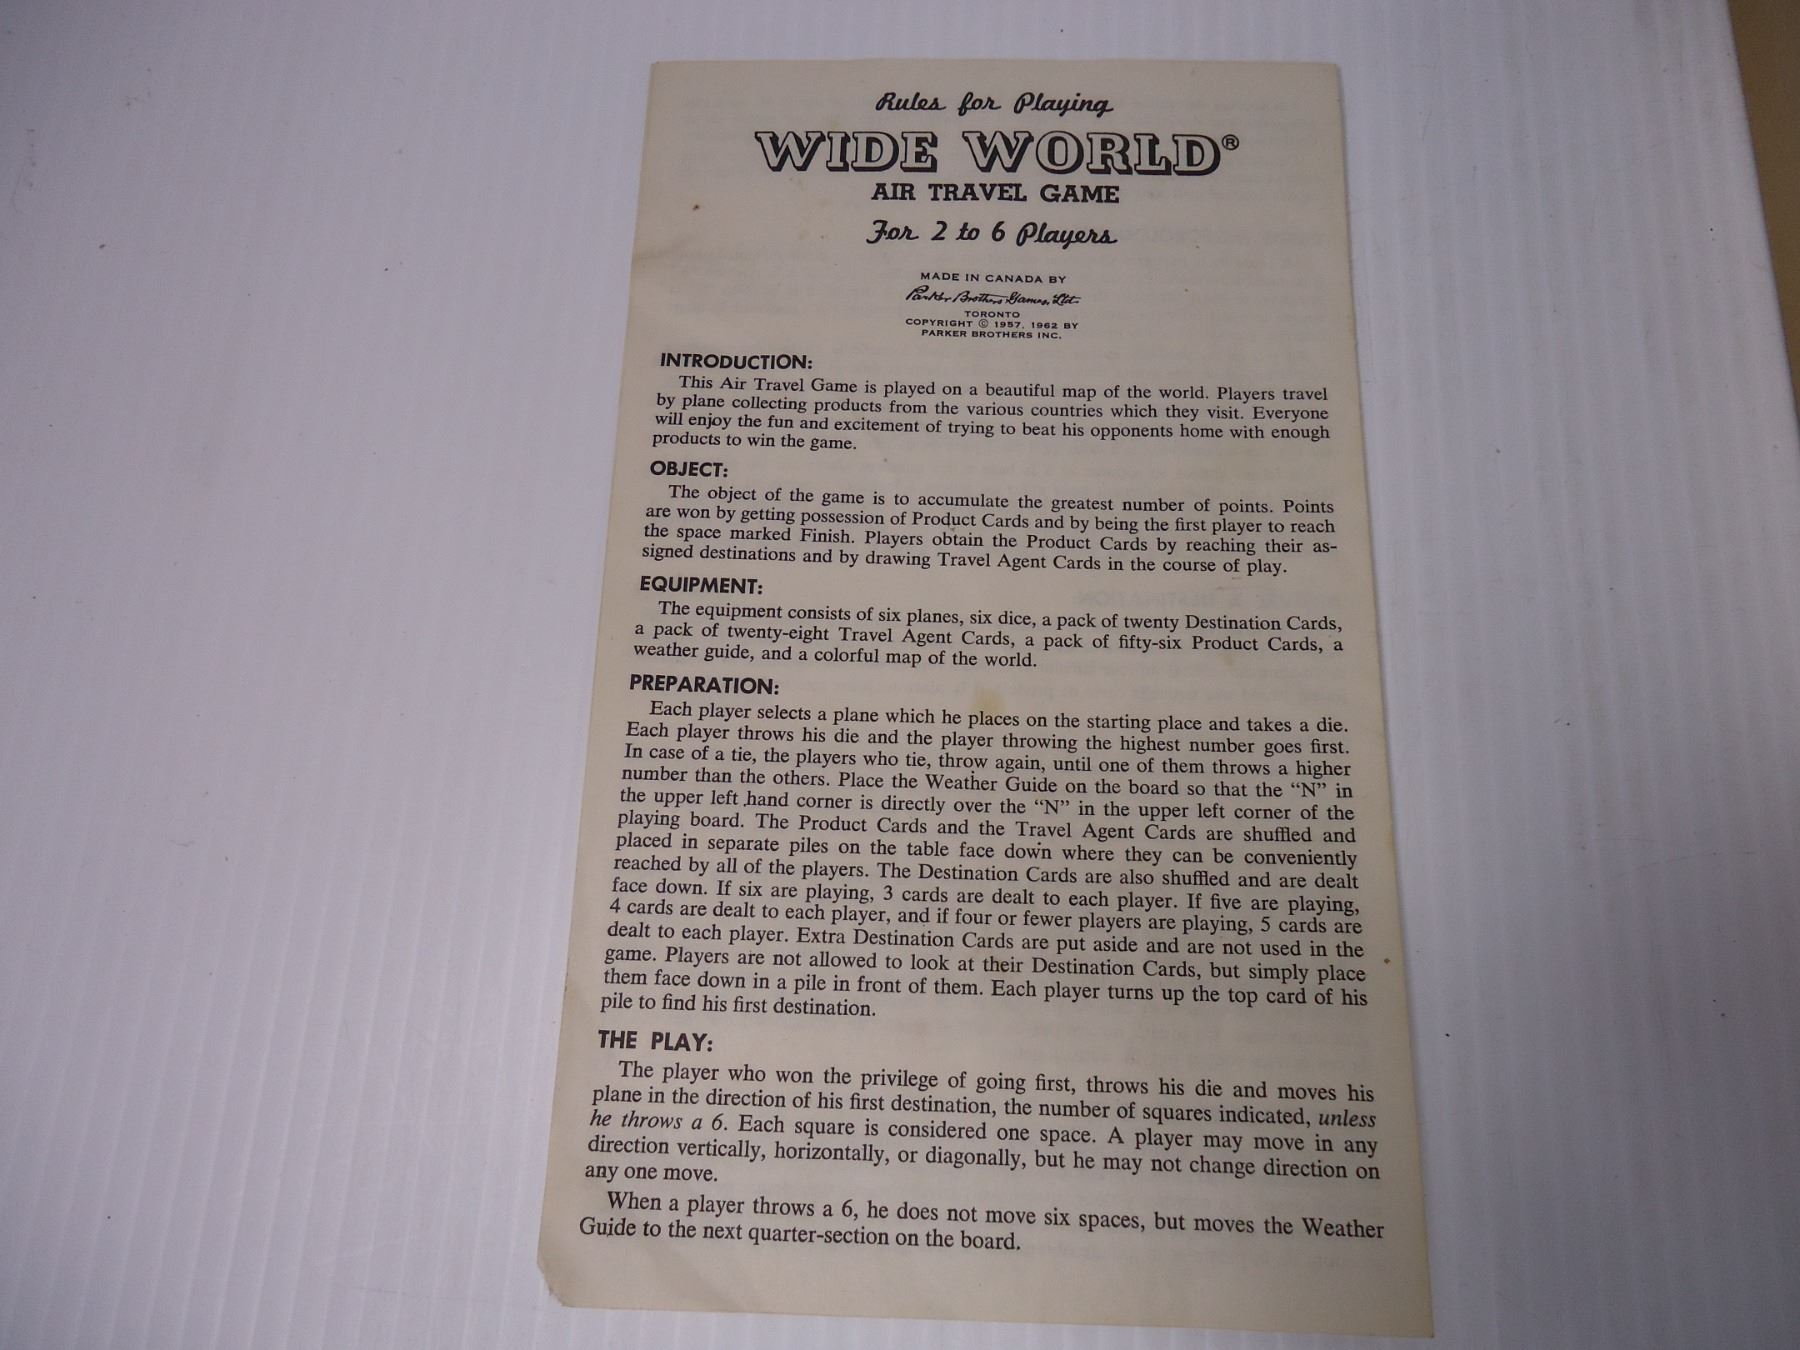 Rules for Playing
WIDE WORLD®
AIR TRAVEL GAME
For 2 to 6 Players
MADE IN CANADA BY
Parker Brothers Games, Ltd.
TORONTO
COPYRIGHT © 1957, 1962 BY
PARKER BROTHERS INC.
INTRODUCTION:
This Air Travel Game is played on a beautiful map of the world. Players travel
by plane collecting products from the various countries which they visit. Everyone
will enjoy the fun and excitement of trying to beat his opponents home with enough
products to win the game.
OBJECT:
The object of the game is to accumulate the greatest number of points. Points
are won by getting possession of Product Cards and by being the first player to reach
the space marked Finish. Players obtain the Product Cards by reaching their as-
signed destinations and by drawing Travel Agent Cards in the course of play.
EQUIPMENT:
The equipment consists of six planes, six dice, a pack of twenty Destination Cards,
a pack of twenty-eight Travel Agent Cards, a pack of fifty-six Product Cards, a
weather guide, and a colorful map of the world.
PREPARATION:
Each player selects a plane which he places on the starting place and takes a die.
Each player throws his die and the player throwing the highest number goes first.
In case of a tie, the players who tie, throw again, until one of them throws a higher
number than the others. Place the Weather Guide on the board so that the “N” in
the upper left hand corner is directly over the “N” in the upper left corner of the
playing board. The Product Cards and the Travel Agent Cards are shuffled and
placed in separate piles on the table face down where they can be conveniently
reached by all of the players. The Destination Cards are also shuffled and are dealt
face down. If six are playing, 3 cards are dealt to each player. If five are playing,
4 cards are dealt to each player, and if four or fewer players are playing, 5 cards are
dealt to each player. Extra Destination Cards are put aside and are not used in the
game. Players are not allowed to look at their Destination Cards, but simply place
them face down in a pile in front of them. Each player turns up the top card of his
pile to find his first destination.
THE PLAY:
The player who won the privilege of going first, throws his die and moves his
plane in the direction of his first destination, the number of squares indicated, unless
he throws a 6. Each square is considered one space. A player may move in any
direction vertically, horizontally, or diagonally, but he may not change direction on
any one move.
When a player throws a 6, he does not move six spaces, but moves the Weather
Guide to the next quarter-section on the board.